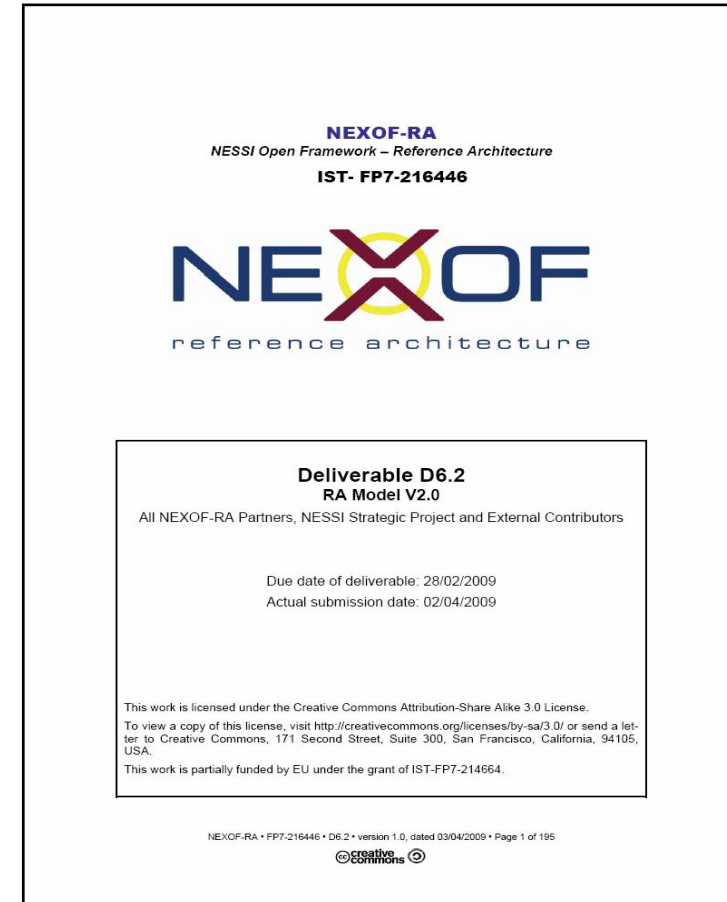 NEXOF-RA
NESSI Open Framework – Reference Architecture
IST- FP7-216446
NEXOF
reference architecture
Deliverable D6.2
RA Model V2.0
All NEXOF-RA Partners, NESSI Strategic Project and External Contributors
Due date of deliverable: 28/02/2009
Actual submission date: 02/04/2009
This work is licensed under the Creative Commons Attribution-Share Alike 3.0 License.
To view a copy of this license, visit http://creativecommons.org/licenses/by-sa/3.0/ or send a let-
ter to Creative Commons, 171 Second Street, Suite 300, San Francisco, California, 94105,
USA.
This work is partially funded by EU under the grant of IST-FP7-214664.
NEXOF-RA • FP7-216446 • D6.2 • version 1.0, dated 03/04/2009 • Page 1 of 195
cc creative commons